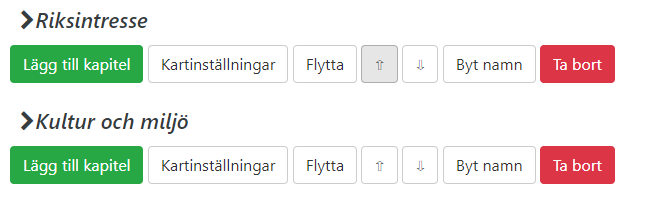 Riksintresse
Lägg till kapitel Kartinställningar Flytta ⇧ ⇩ Byt namn Ta bort
Kultur och miljö
Lägg till kapitel Kartinställningar Flytta ⇧ ⇩ Byt namn Ta bort